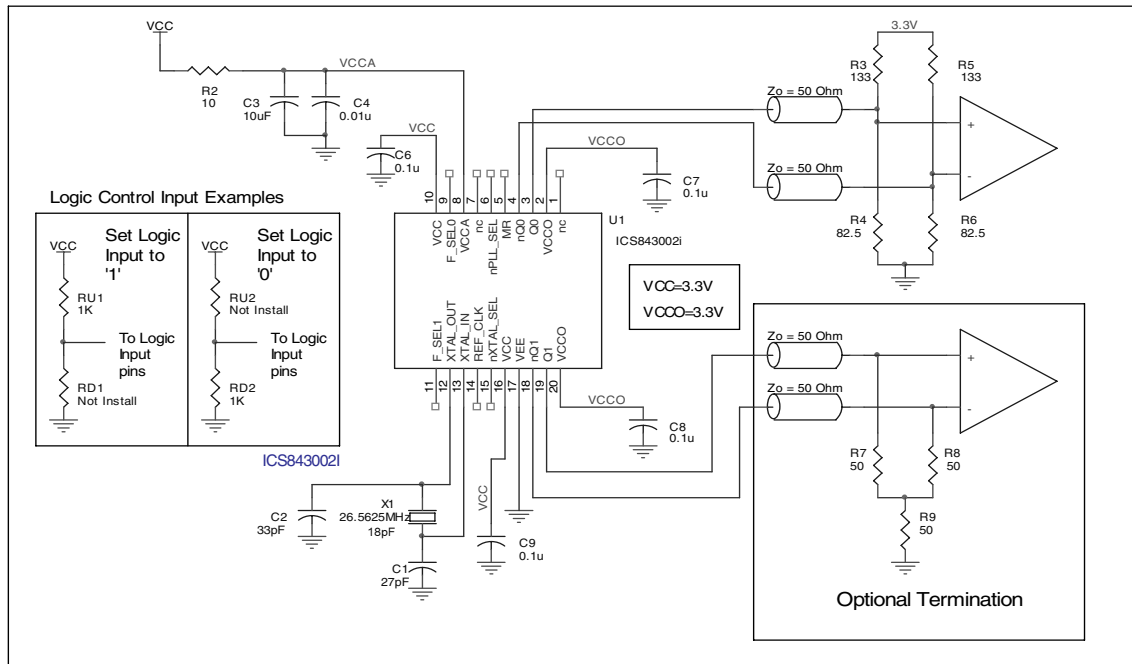 VCC
R2
10
C3
10uF
C4
0.01u
VCCA
VCC
C6
0.1u
VCCO
C7
0.1u
3.3V
R3
133
R5
133
Zo = 50 Ohm
Zo = 50 Ohm
+
-
R4
82.5
R6
82.5
Logic Control Input Examples
VCC
Set Logic
Input to
'1'
RU1
1K
To Logic
Input
pins
RD1
Not Install
VCC
Set Logic
Input to
'0'
RU2
Not Install
To Logic
Input
pins
RD2
1K
ICS843002I
10
9
8
7
6
5
4
3
2
1
VCC
F_SEL0
VCCA
nc
nPLL_SEL
MR
nQ0
Q0
VCCO
nc
U1
ICS843002i
F_SEL1
XTAL_OUT
XTAL_IN
REF_CLK
nXTAL_SEL
VCC
VEE
nQ1
Q1
VCCO
11
12
13
14
15
16
17
18
19
20
VCC=3.3V
VCCO=3.3V
VCCO
C8
0.1u
C2
33pF
X1
26.5625MHz
18pF
C1
27pF
VCC
C9
0.1u
Zo = 50 Ohm
Zo = 50 Ohm
+
-
R7
50
R8
50
R9
50
Optional Termination